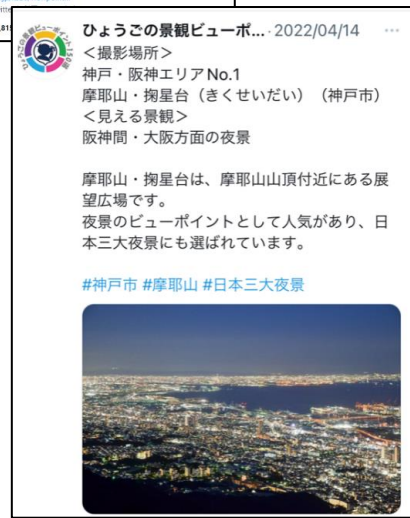 ひょうごの景観ビューポ...・2022/04/14
<撮影場所>
神戸・阪神エリアNo.1
摩耶山・掬星台（きくせいだい）（神戸市）
<見える景観>
阪神間・大阪方面の夜景
摩耶山・掬星台は、摩耶山山頂付近にある展
望広場です。
夜景のビューポイントとして人気があり、日
本三大夜景にも選ばれています。
#神戸市 #摩耶山 #日本三大夜景